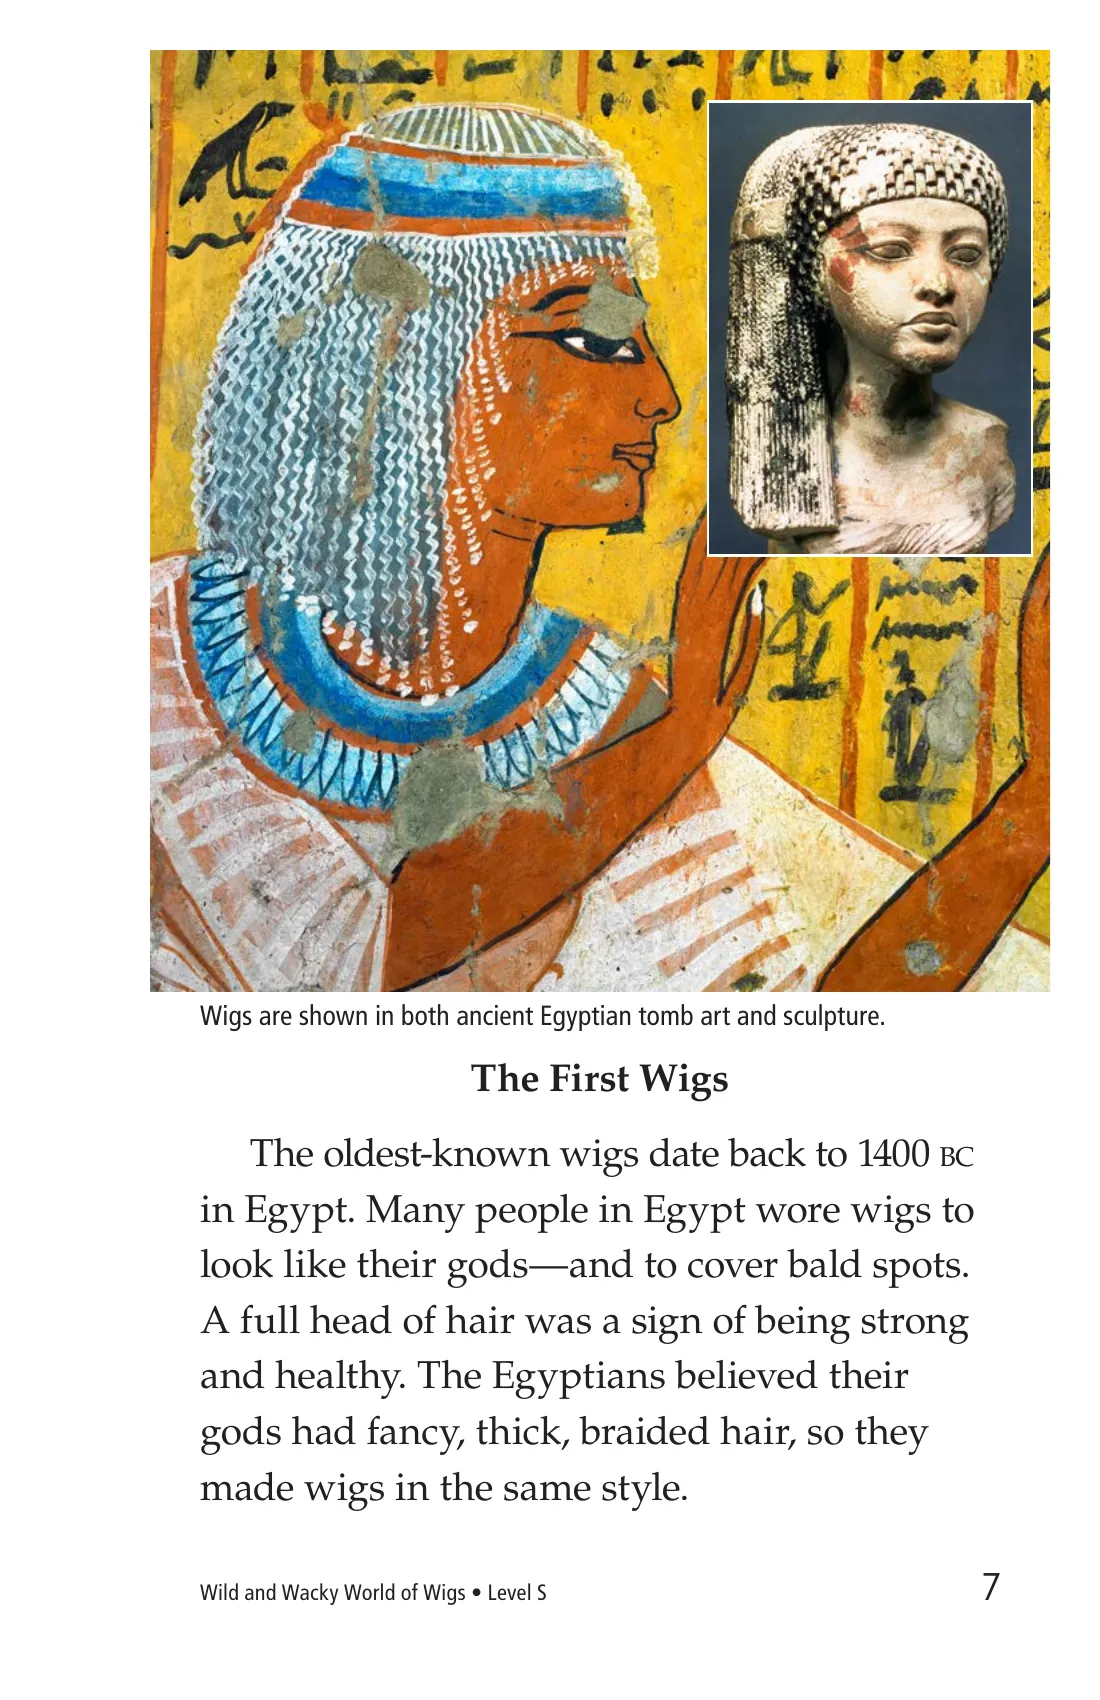 Wigs are shown in both ancient Egyptian tomb art and sculpture.
The First Wigs
The oldest-known wigs date back to 1400 BC
in Egypt. Many people in Egypt wore wigs to
look like their gods—and to cover bald spots.
A full head of hair was a sign of being strong
and healthy. The Egyptians believed their
gods had fancy, thick, braided hair, so they
made wigs in the same style.
Wild and Wacky World of Wigs • Level S
7